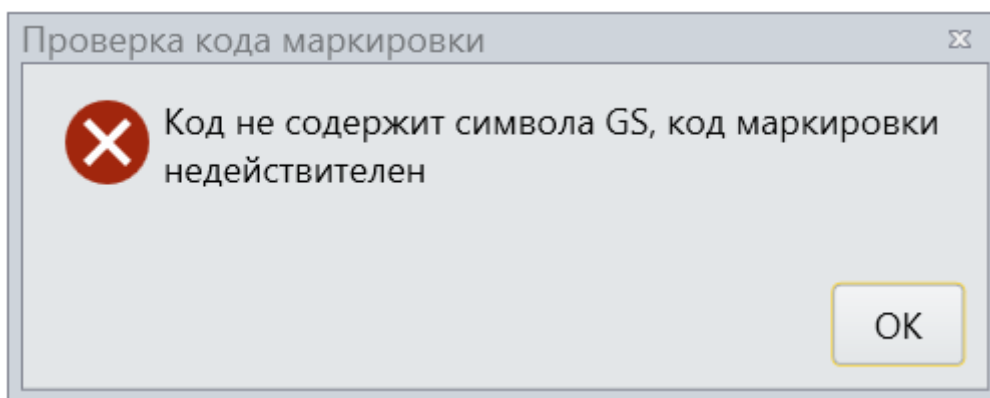 Проверка кода маркировки
Код не содержит символа GS, код маркировки
недействителен
OK